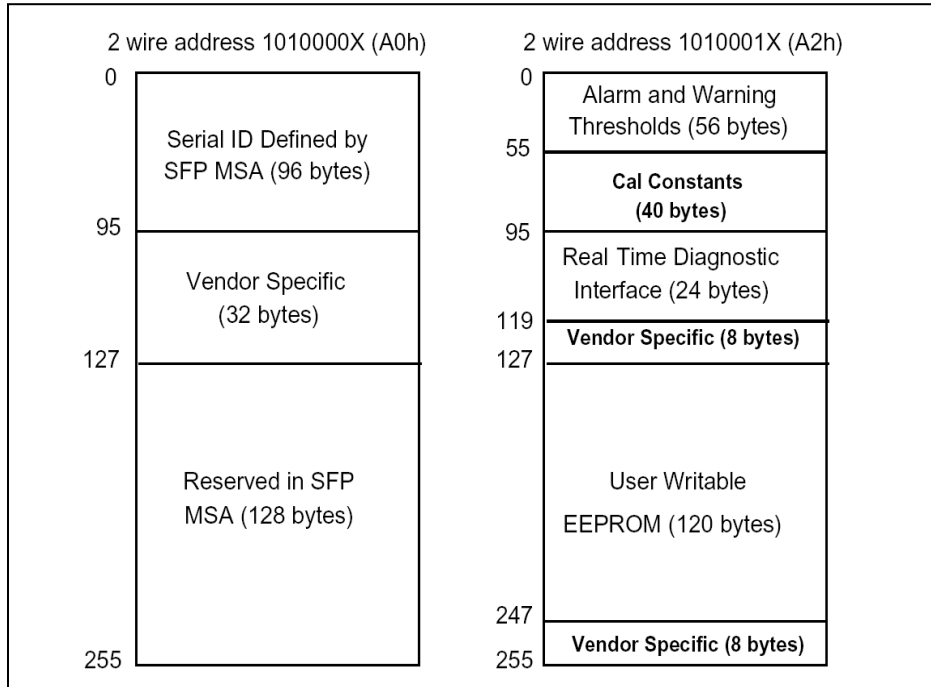 2 wire address 1010000X (A0h)
0
Serial ID Defined by
SFP MSA (96 bytes)
95
Vendor Specific
(32 bytes)
127
Reserved in SFP
MSA (128 bytes)
255
2 wire address 1010001X (A2h)
0
Alarm and Warning
Thresholds (56 bytes)
55
Cal Constants
(40 bytes)
95
Real Time Diagnostic
Interface (24 bytes)
119
Vendor Specific (8 bytes)
127
User Writable
EEPROM (120 bytes)
247
Vendor Specific (8 bytes)
255